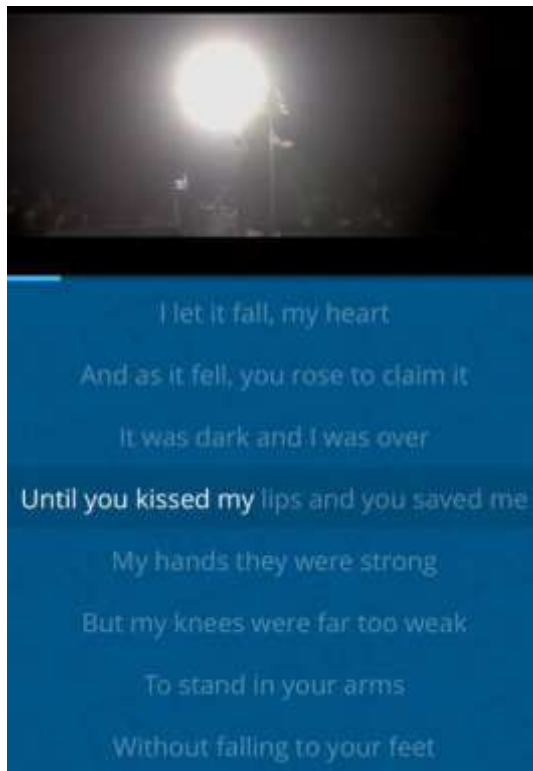 I let it fall, my heart
And as it fell, you rose to claim it
It was dark and I was over
Until you kissed my lips and you saved me
My hands they were strong
But my knees were far too weak
To stand in your arms
Without falling to your feet